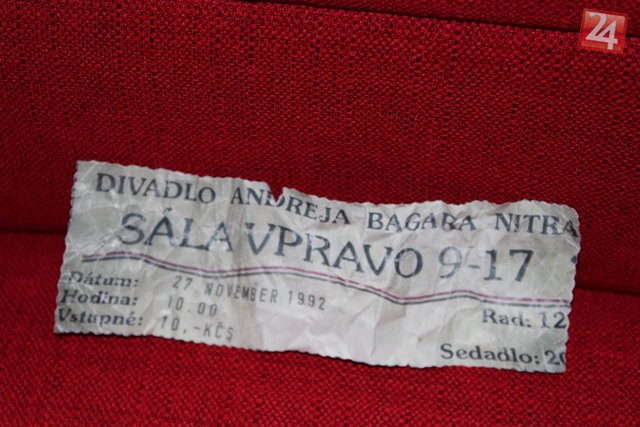 24
DIVADLO ANDREJA BAGARA NITRA
SÁLA VPRAVO 9-17
Dátum: 27. NOVEMBER 1992
Hodina: 10.00
Vstupné: 10,-KČS
Rad: 12
Sedadlo: